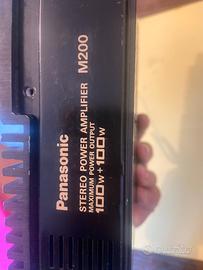 Panasonic
STEREO POWER AMPLIFIER M200
MAXIMUM POWER OUTPUT
100W+100W